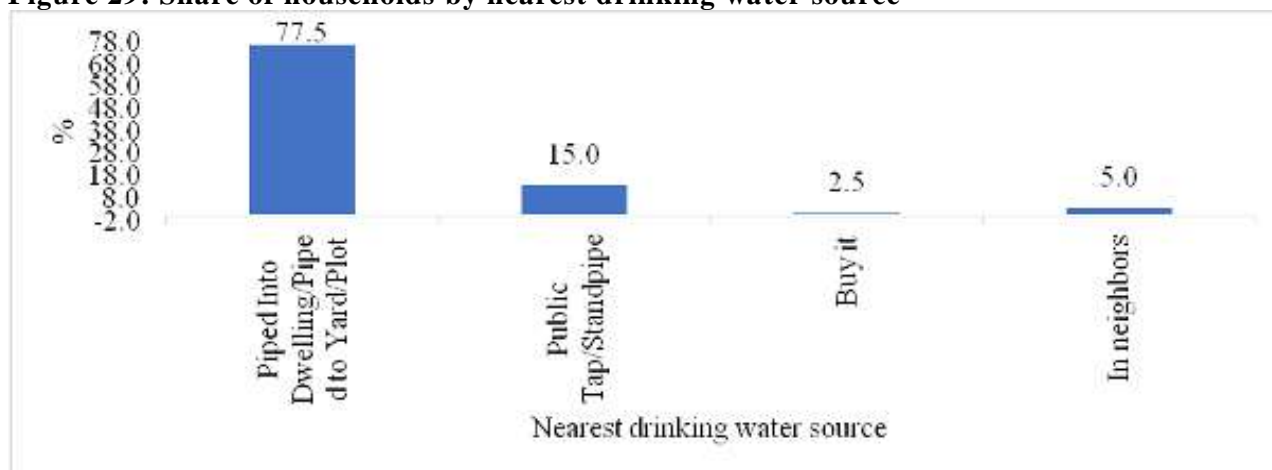 Figure 29: Share of households by nearest drinking water source
78.0
68.0
58.0
48.0
38.0
28.0
18.0
8.0
-2.0
%
77.5
15.0
2.5
5.0
Piped Into
Dwelling/Pipe
d to Yard/Plot
Public
Tap/Standpipe
Buy it
In neighbors
Nearest drinking water source